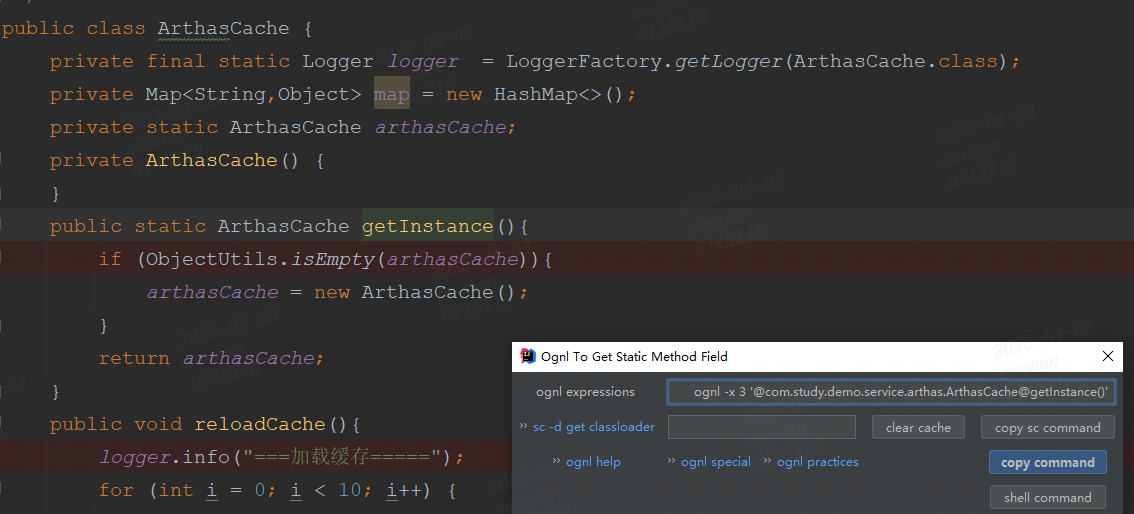 public class ArthasCache {
private final static Logger logger = LoggerFactory.getLogger(ArthasCache.class);
private Map<String,Object> map = new HashMap<>();
private static ArthasCache arthasCache;
private ArthasCache() {
}
public static ArthasCache getInstance(){
if (ObjectUtils.isEmpty(arthasCache)){
arthasCache = new ArthasCache();
}
return arthasCache;
}
public void reloadCache(){
logger.info("===加载缓存=====");
for (int i = 0; i < 10; i++) {
Ognl To Get Static Method Field
ognl expressions
ognl -x 3 '@com.study.demo.service.arthas.ArthasCache@getInstance()'
sc -d get classloader
clear cache
copy sc command
ognl help
ognl special
ognl practices
copy command
shell command
2023-04-03
caonan
QIANXIN